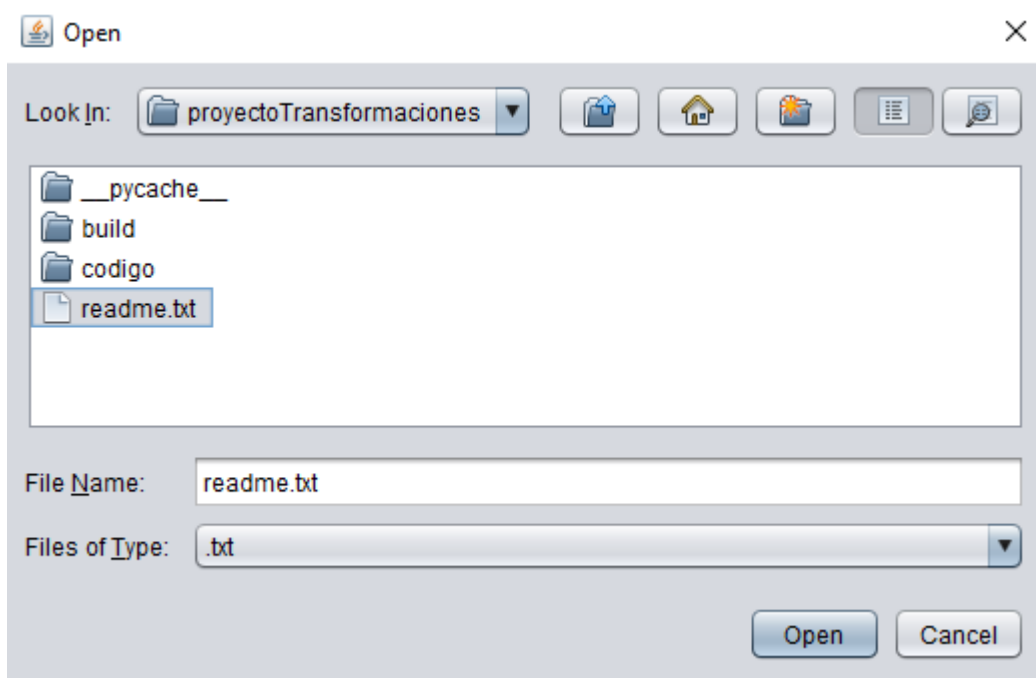 Open
Look In: proyectoTransformaciones
__pycache__
build
codigo
readme.txt
File Name: readme.txt
Files of Type: .txt
Open Cancel